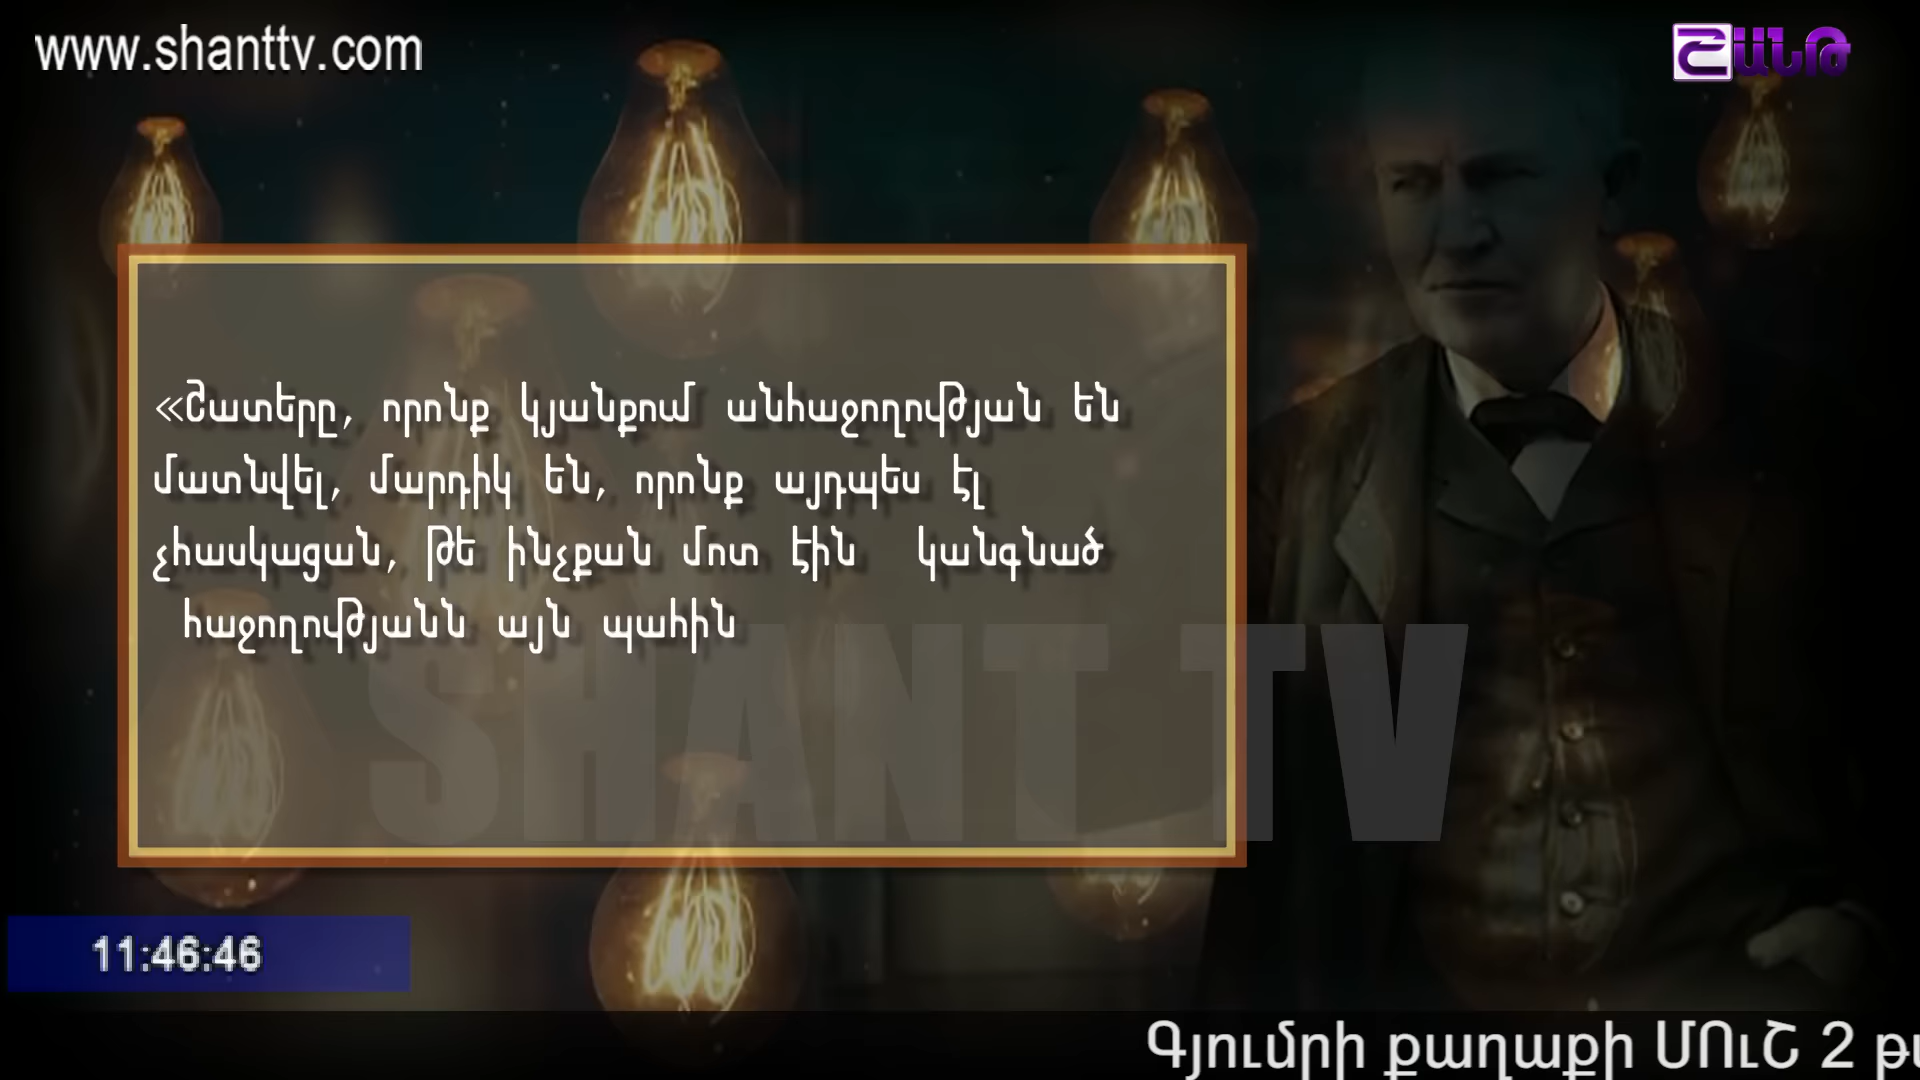 www.shanttv.com
ՇԱՆԹ
«Շատերը, որոնք կյանքում անհաջողության են
մատնվել, մարդիկ են, որոնք այդպես էլ
չհասկացան, թե ինչքան մոտ էին կանգնած
հաջողությանն այն պահին
SHANT TV
11:46:46
Գյումրի քաղաքի ՄՈւՇ 2